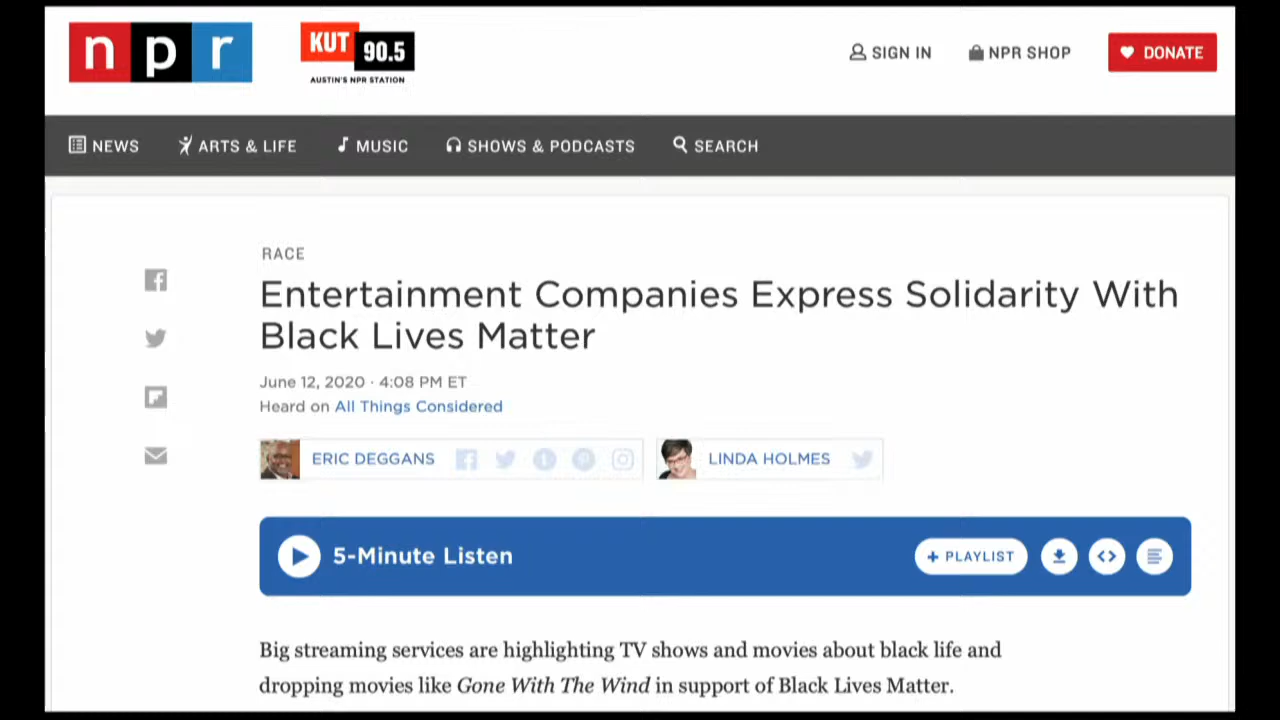 npr
KUT 90.5
AUSTIN'S NPR STATION
SIGN IN
NPR SHOP
DONATE
NEWS
ARTS & LIFE
MUSIC
SHOWS & PODCASTS
SEARCH
RACE
Entertainment Companies Express Solidarity With
Black Lives Matter
June 12, 2020 · 4:08 PM ET
Heard on All Things Considered
ERIC DEGGANS
LINDA HOLMES
5-Minute Listen
+ PLAYLIST
Big streaming services are highlighting TV shows and movies about black life and
dropping movies like Gone With The Wind in support of Black Lives Matter.